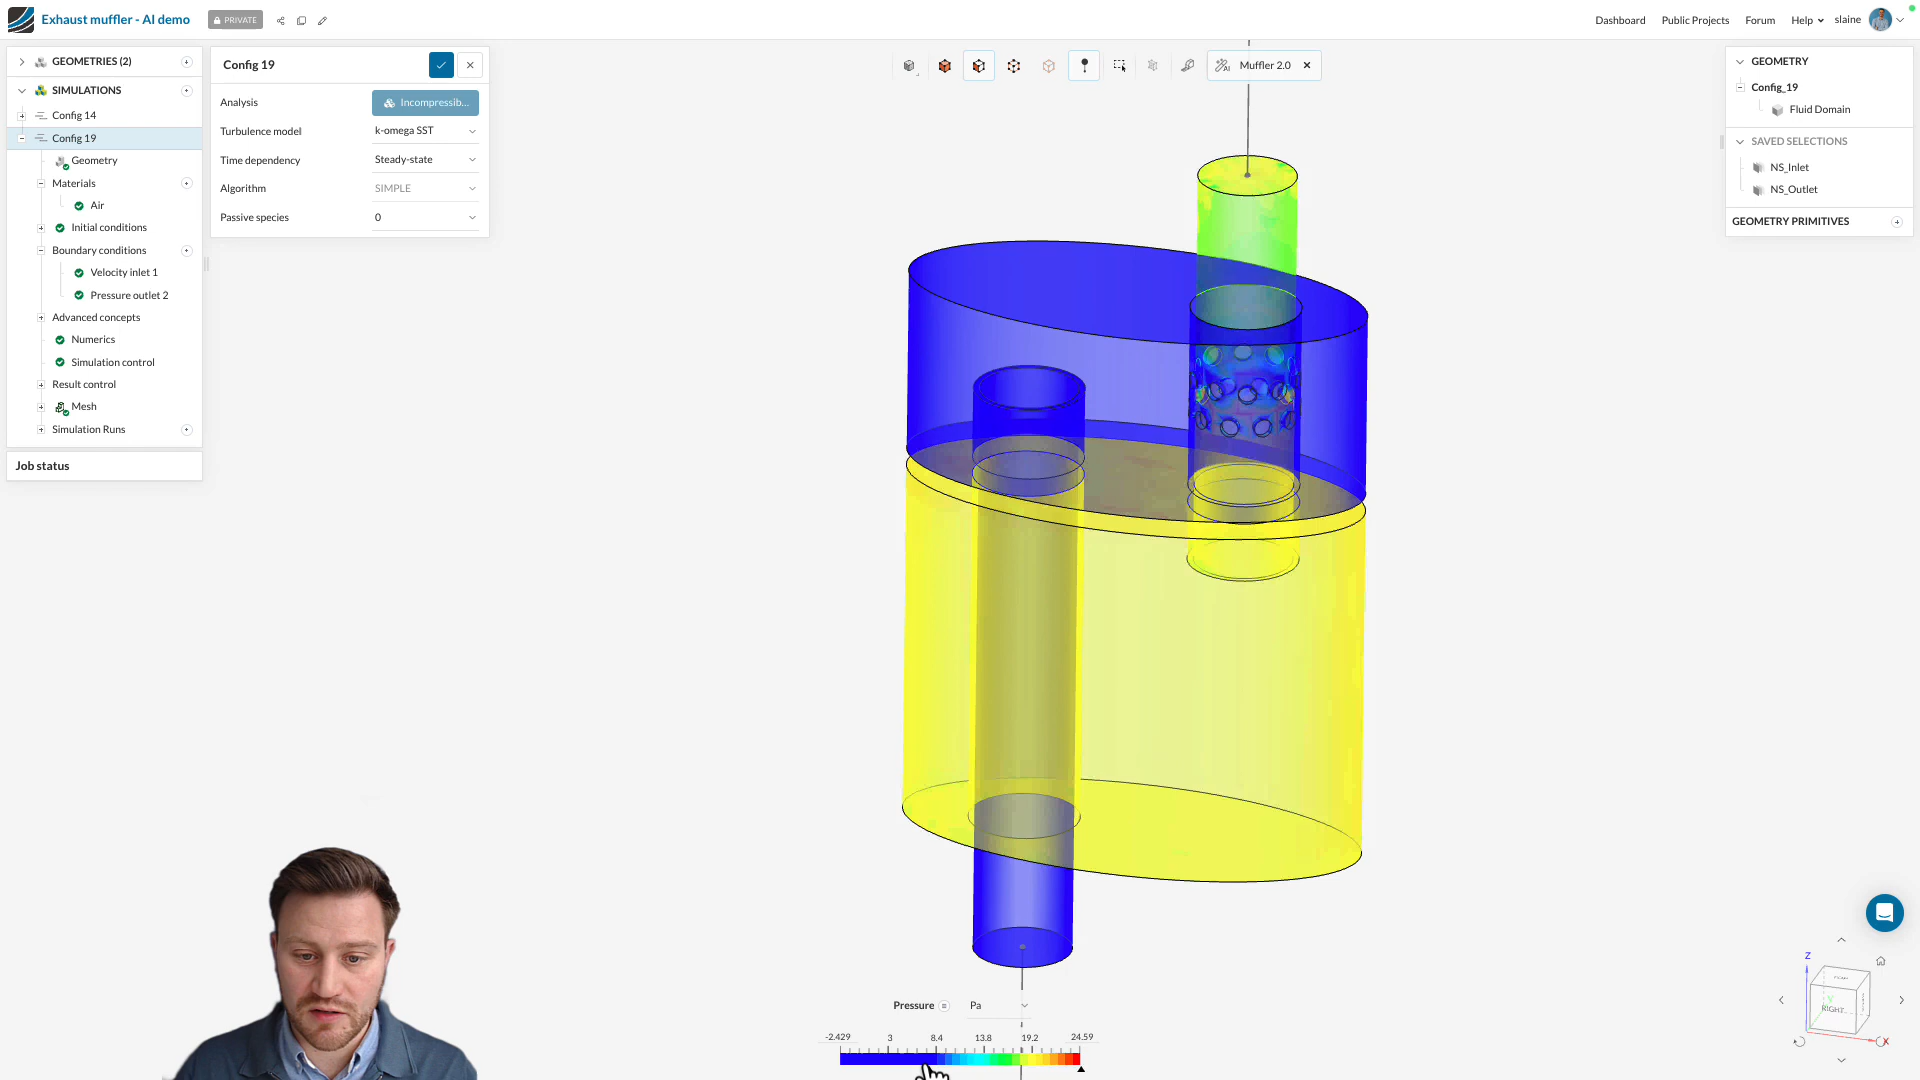 Exhaust muffler - AI demo
PRIVATE
Dashboard
Public Projects
Forum
Help
slaine
GEOMETRIES (2)
SIMULATIONS
Config 14
Config 19
Geometry
Materials
Air
Initial conditions
Boundary conditions
Velocity inlet 1
Pressure outlet 2
Advanced concepts
Numerics
Simulation control
Result control
Mesh
Simulation Runs
Job status
Config 19
Analysis
Incompressib...
Turbulence model
k-omega SST
Time dependency
Steady-state
Algorithm
SIMPLE
Passive species
0
AI
Muffler 2.0
GEOMETRY
Config_19
Fluid Domain
SAVED SELECTIONS
NS_Inlet
NS_Outlet
GEOMETRY PRIMITIVES
Pressure
Pa
-2.429
3
8.4
13.8
19.2
24.59
Z
Y
RIGHT
X